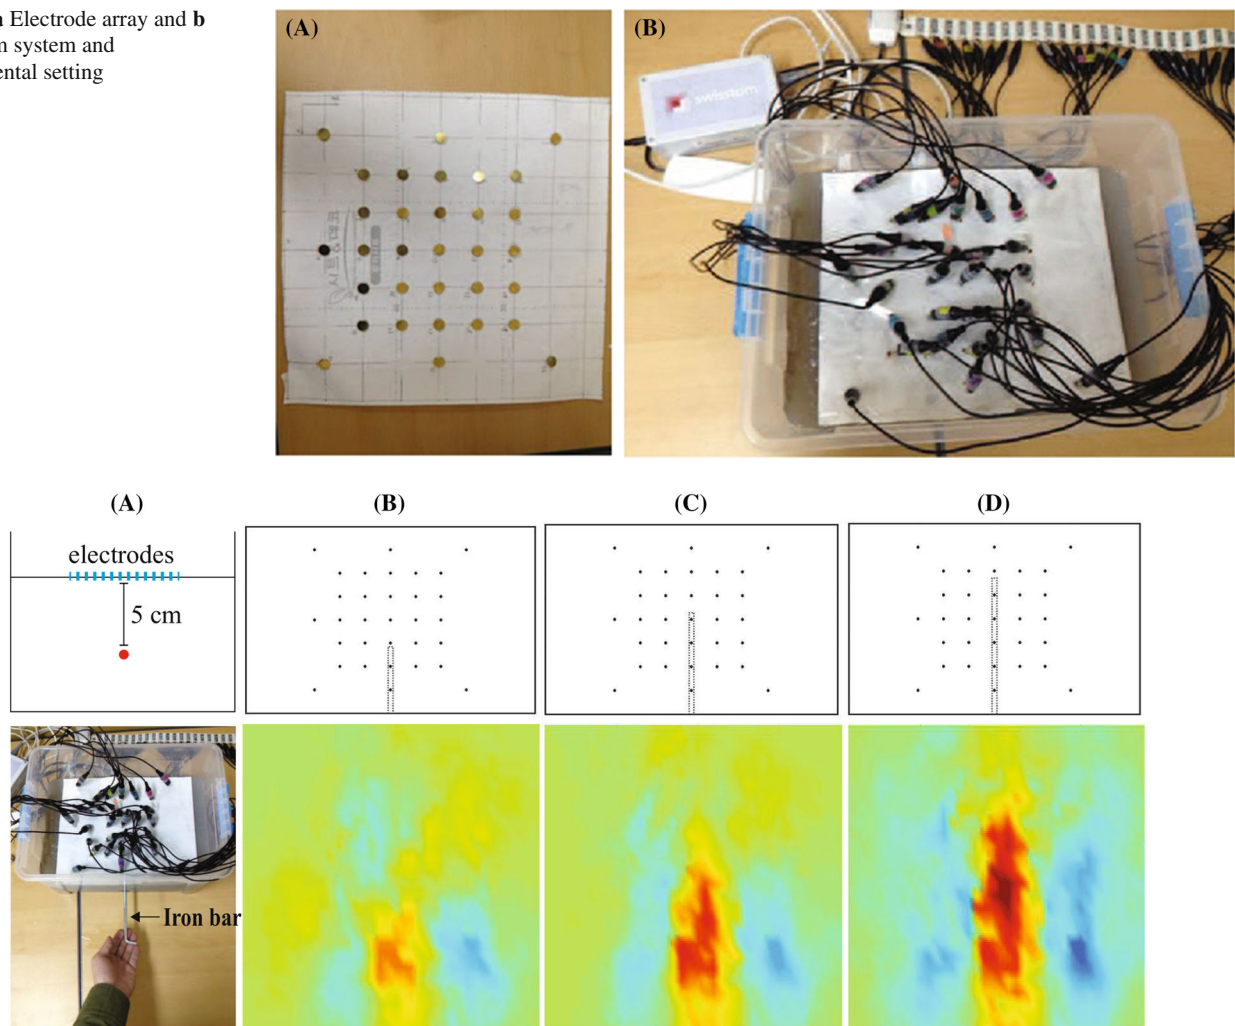 a Electrode array and b
m system and
ental setting
(A)
(B)
swisstom
(A)
(B)
(C)
(D)
electrodes
5 cm
Iron bar